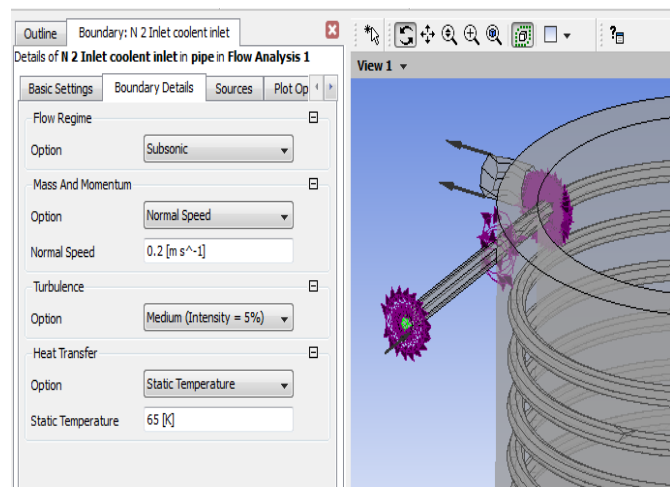 Outline
Boundary: N 2 Inlet coolent inlet
Details of N 2 Inlet coolent inlet in pipe in Flow Analysis 1
Basic Settings
Boundary Details
Sources
Plot Op
Flow Regime
Option
Subsonic
Mass And Momentum
Option
Normal Speed
Normal Speed
0.2 [m s^-1]
Turbulence
Option
Medium (Intensity = 5%)
Heat Transfer
Option
Static Temperature
Static Temperature
65 [K]
View 1